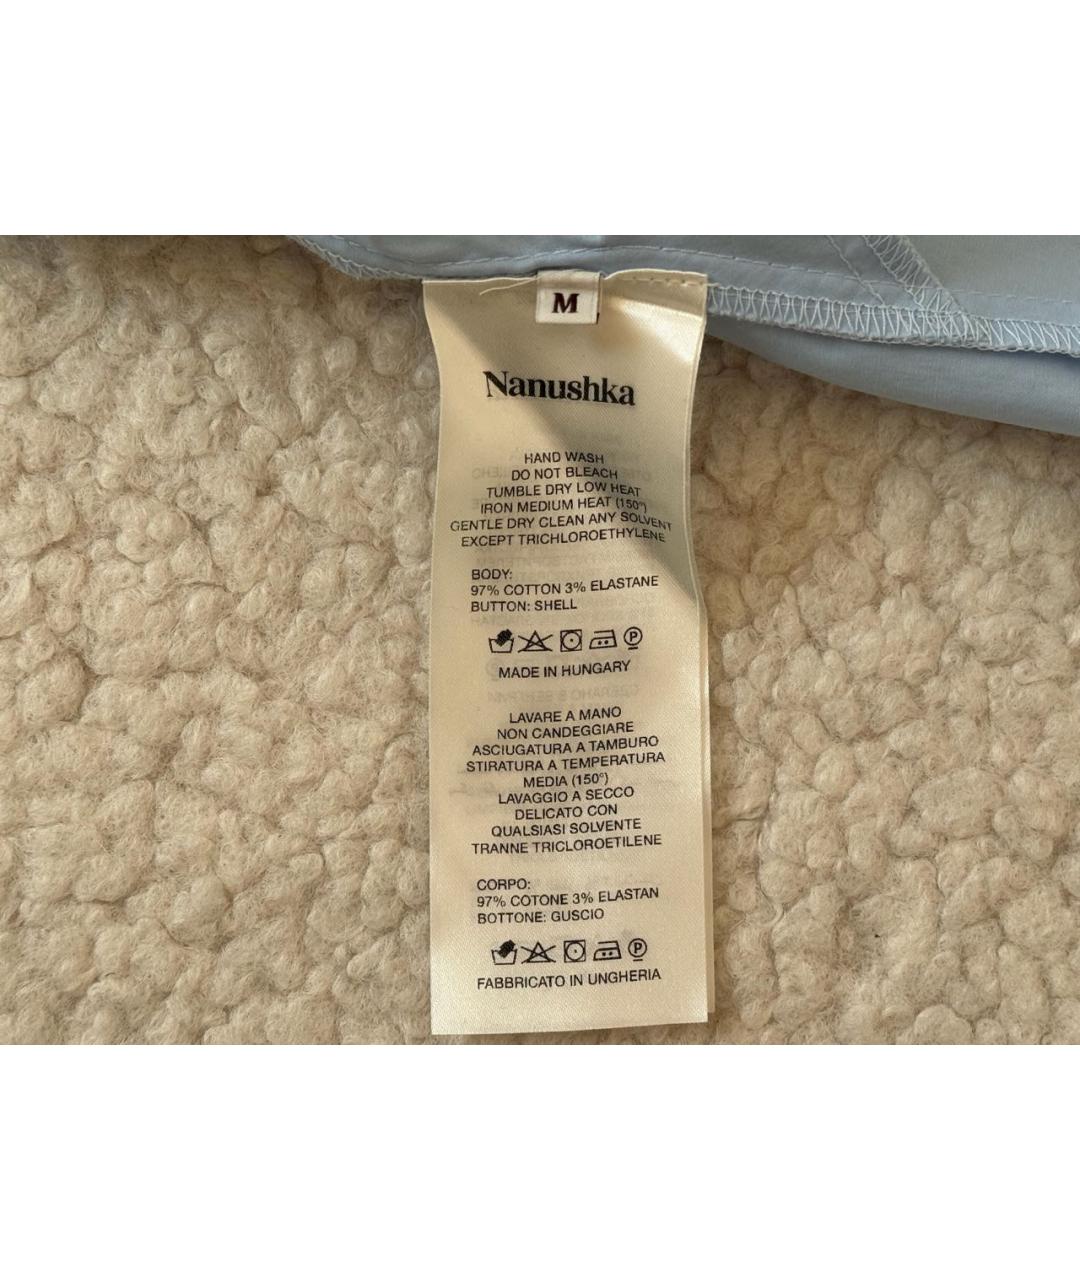 M
Nanushka
HAND WASH
DO NOT BLEACH
TUMBLE DRY LOW HEAT
IRON MEDIUM HEAT (150°)
GENTLE DRY CLEAN ANY SOLVENT
EXCEPT TRICHLOROETHYLENE
BODY:
97% COTTON 3% ELASTANE
BUTTON: SHELL
P
MADE IN HUNGARY
LAVARE A MANO
NON CANDEGGIARE
ASCIUGATURA A TAMBURO
STIRATURA A TEMPERATURA
MEDIA (150°)
LAVAGGIO A SECCO
DELICATO CON
QUALSIASI SOLVENTE
TRANNE TRICLOROETILENE
CORPO:
97% COTONE 3% ELASTAN
BOTTONE: GUSCIO
P
FABBRICATO IN UNGHERIA